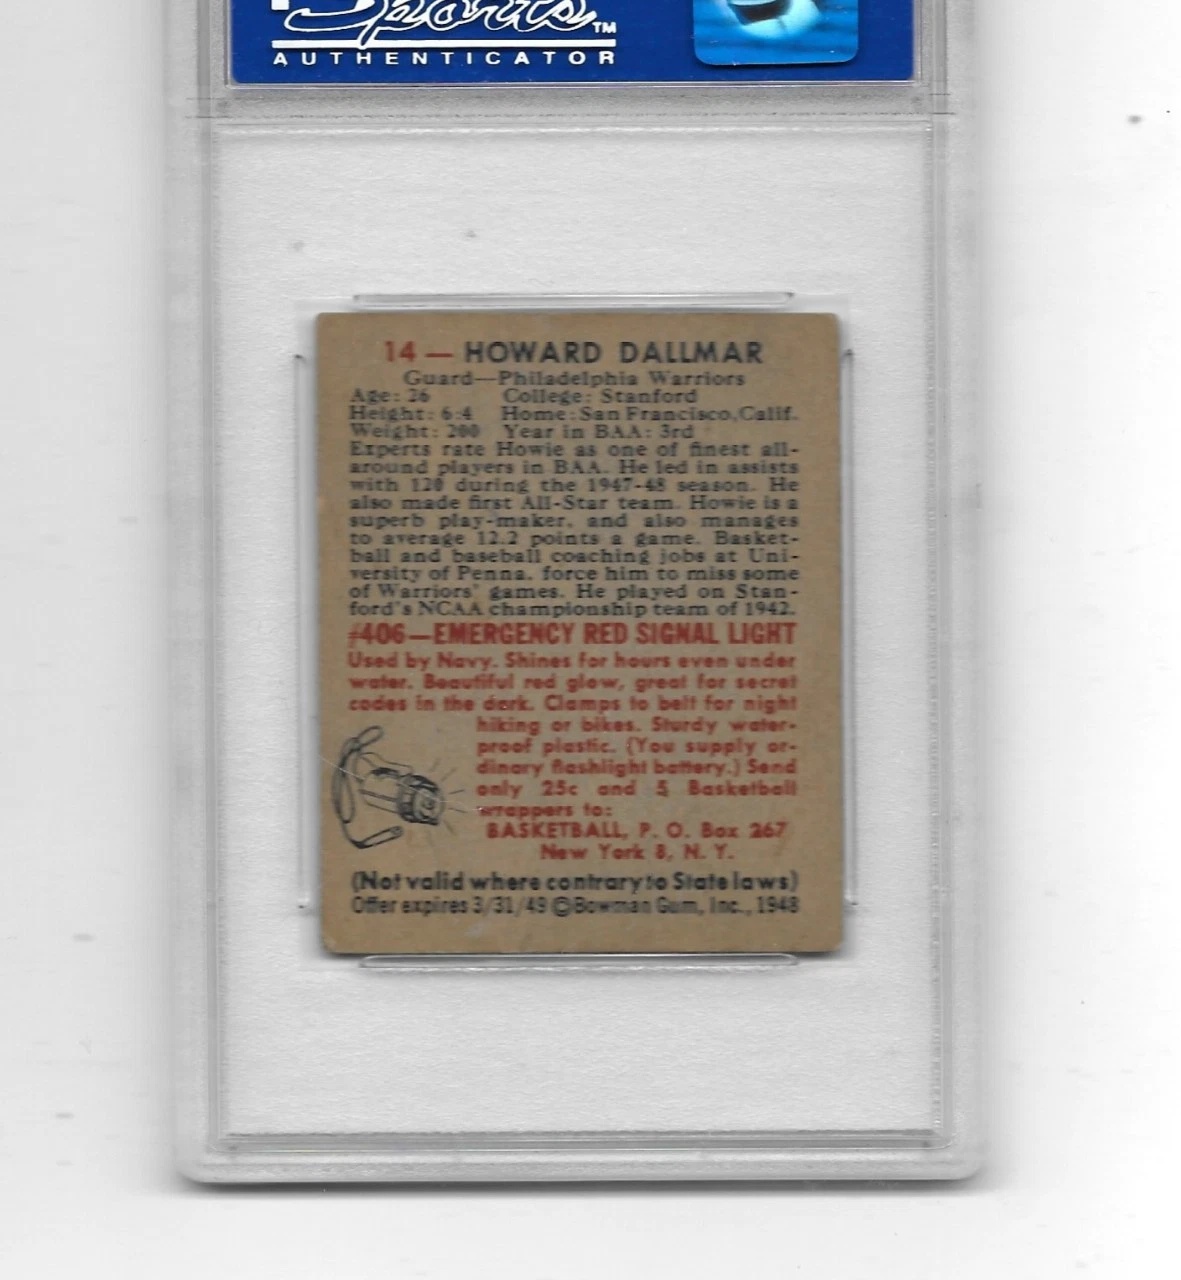 Sports™
AUTHENTICATOR
14 — HOWARD DALLMAR
Guard—Philadelphia Warriors
Age: 26 College: Stanford
Height: 6:4 Home: San Francisco, Calif.
Weight: 200 Year in BAA: 3rd
Experts rate Howie as one of finest all-
around players in BAA. He led in assists
with 120 during the 1947-48 season. He
also made first All-Star team. Howie is a
superb play-maker, and also manages
to average 12.2 points a game. Basket-
ball and baseball coaching jobs at Uni-
versity of Penna. force him to miss some
of Warriors' games. He played on Stan-
ford's NCAA championship team of 1942.
#406—EMERGENCY RED SIGNAL LIGHT
Used by Navy. Shines for hours even under
water. Beautiful red glow, great for secret
codes in the dark. Clamps to belt for night
hiking or bikes. Sturdy water-
proof plastic. (You supply or-
dinary flashlight battery.) Send
only 25c and 5 Basketball
wrappers to:
BASKETBALL, P. O. Box 267
New York 8, N. Y.
(Not valid where contrary to State laws)
Offer expires 3/31/49 ©Bowman Gum, Inc., 1948